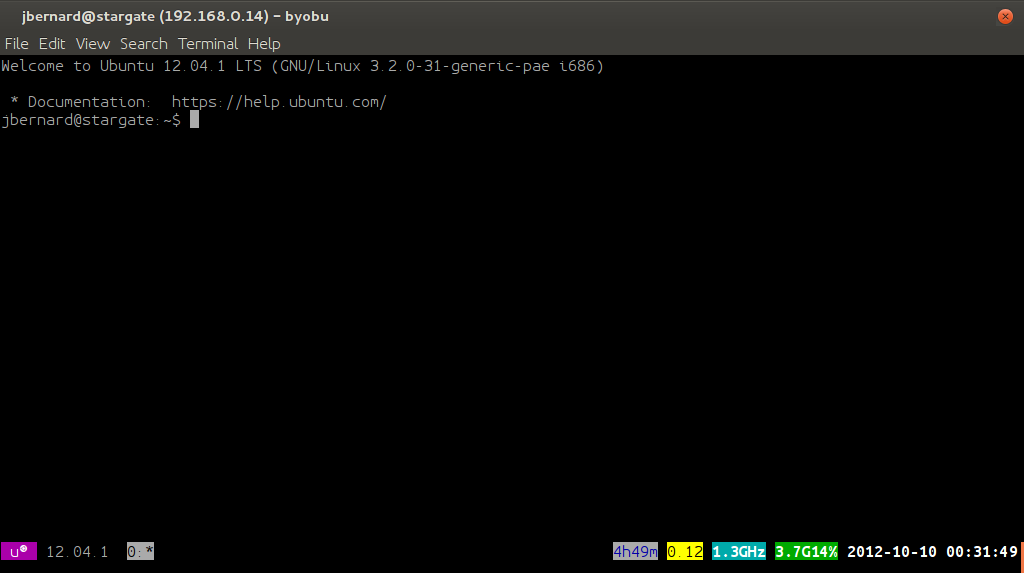 jbernard@stargate (192.168.0.14) – byobu
File Edit View Search Terminal Help
Welcome to Ubuntu 12.04.1 LTS (GNU/Linux 3.2.0-31-generic-pae i686)
* Documentation: https://help.ubuntu.com/
jbernard@stargate:~$
u® 12.04.1 0:* 4h49m 0.12 1.3GHz 3.7G14% 2012-10-10 00:31:49